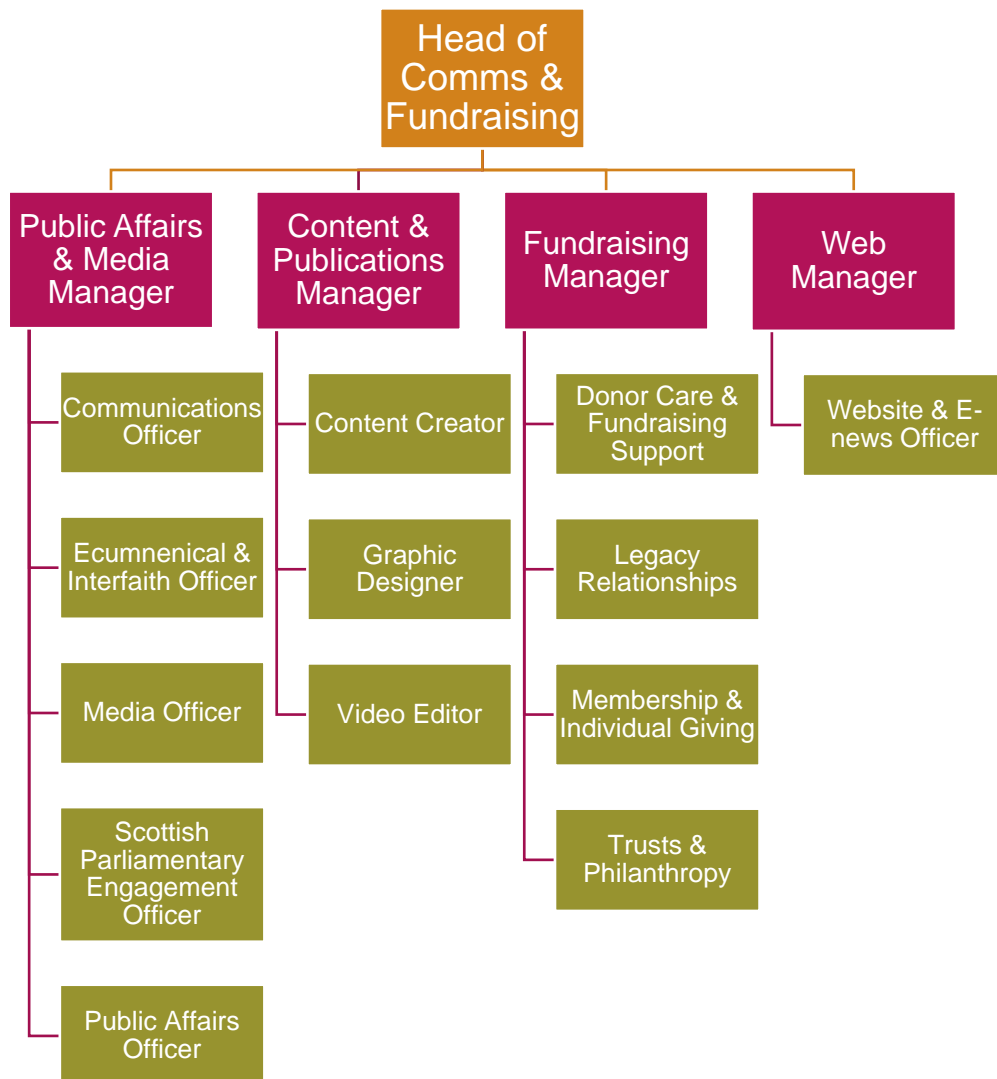 Head of
Comms &
Fundraising
Public Affairs
& Media
Manager
Communications
Officer
Ecumnenical &
Interfaith Officer
Media Officer
Scottish
Parliamentary
Engagement
Officer
Public Affairs
Officer
Content &
Publications
Manager
Content Creator
Graphic
Designer
Video Editor
Fundraising
Manager
Donor Care &
Fundraising
Support
Legacy
Relationships
Membership &
Individual Giving
Trusts &
Philanthropy
Web
Manager
Website & E-
news Officer